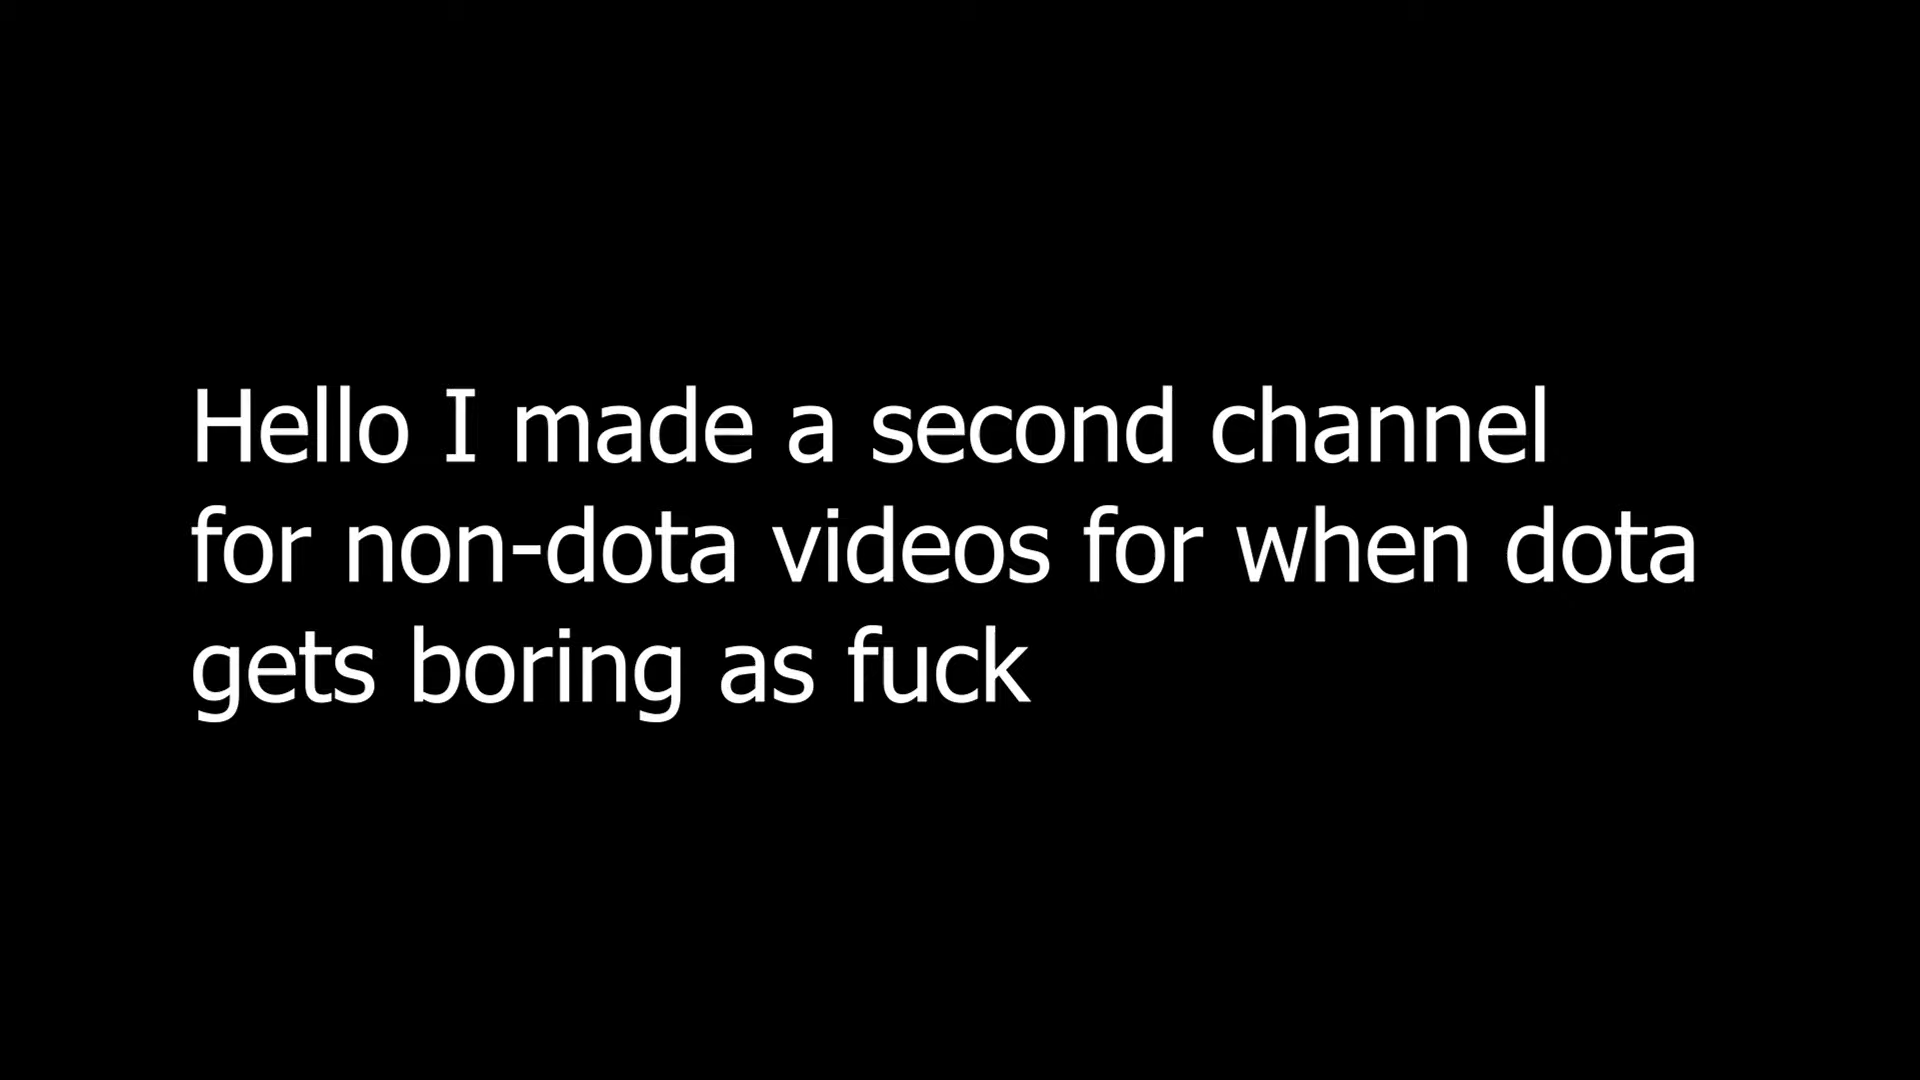 Hello I made a second channel
for non-dota videos for when dota
gets boring as fuck